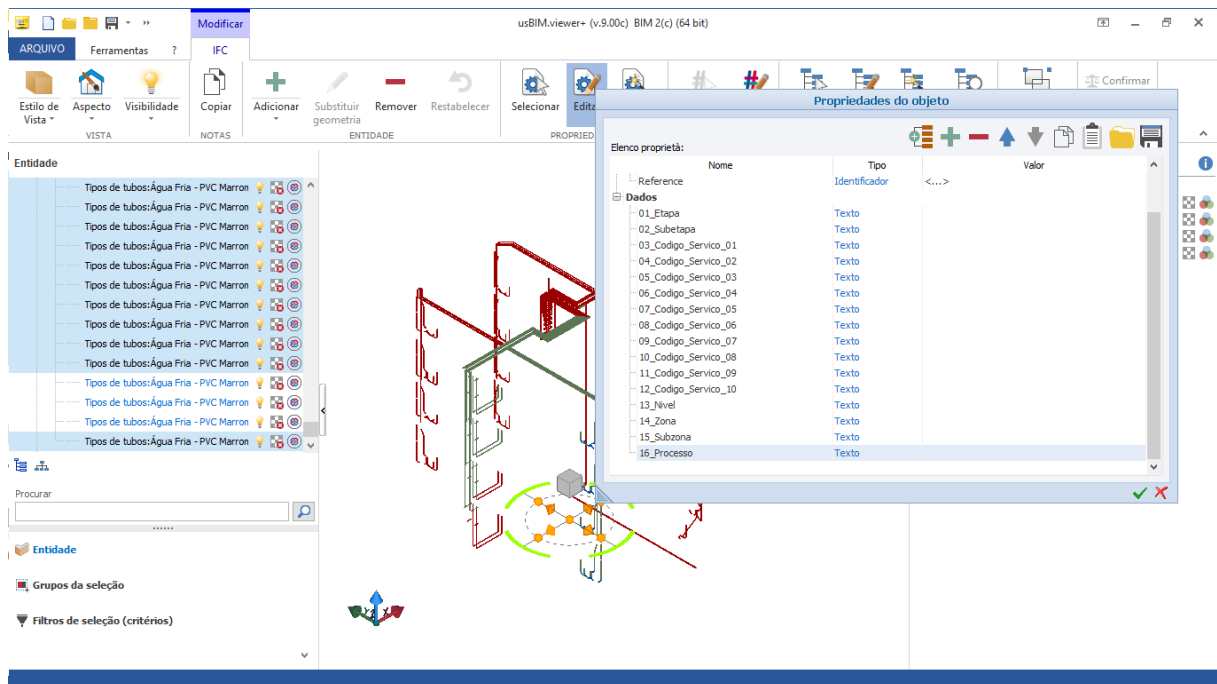 Modificar
usBIM.viewer+ (v.9.00c) BIM 2(c) (64 bit)
ARQUIVO Ferramentas ? IFC
Estilo de Vista
Aspecto
Visibilidade
Copiar
Adicionar
Substituir geometria
Remover
Restabelecer
Selecionar
Confirmar
VISTA NOTAS ENTIDADE
Propriedades do objeto
Elenco proprietà:
Nome Tipo Valor
Reference Identificador <...>
Dados
01_Etapa Texto
02_Subetapa Texto
03_Codigo_Servico_01 Texto
04_Codigo_Servico_02 Texto
05_Codigo_Servico_03 Texto
06_Codigo_Servico_04 Texto
07_Codigo_Servico_05 Texto
08_Codigo_Servico_06 Texto
09_Codigo_Servico_07 Texto
10_Codigo_Servico_08 Texto
11_Codigo_Servico_09 Texto
12_Codigo_Servico_10 Texto
13_Nivel Texto
14_Zona Texto
15_Subzona Texto
16_Processo Texto
Entidade
Tipos de tubos:Água Fria - PVC Marron
Tipos de tubos:Água Fria - PVC Marron
Tipos de tubos:Água Fria - PVC Marron
Tipos de tubos:Água Fria - PVC Marron
Tipos de tubos:Água Fria - PVC Marron
Tipos de tubos:Água Fria - PVC Marron
Tipos de tubos:Água Fria - PVC Marron
Tipos de tubos:Água Fria - PVC Marron
Tipos de tubos:Água Fria - PVC Marron
Tipos de tubos:Água Fria - PVC Marron
Tipos de tubos:Água Fria - PVC Marron
Tipos de tubos:Água Fria - PVC Marron
Tipos de tubos:Água Fria - PVC Marron
Tipos de tubos:Água Fria - PVC Marron
Procurar
Entidade
Grupos da seleção
Filtros de seleção (critérios)